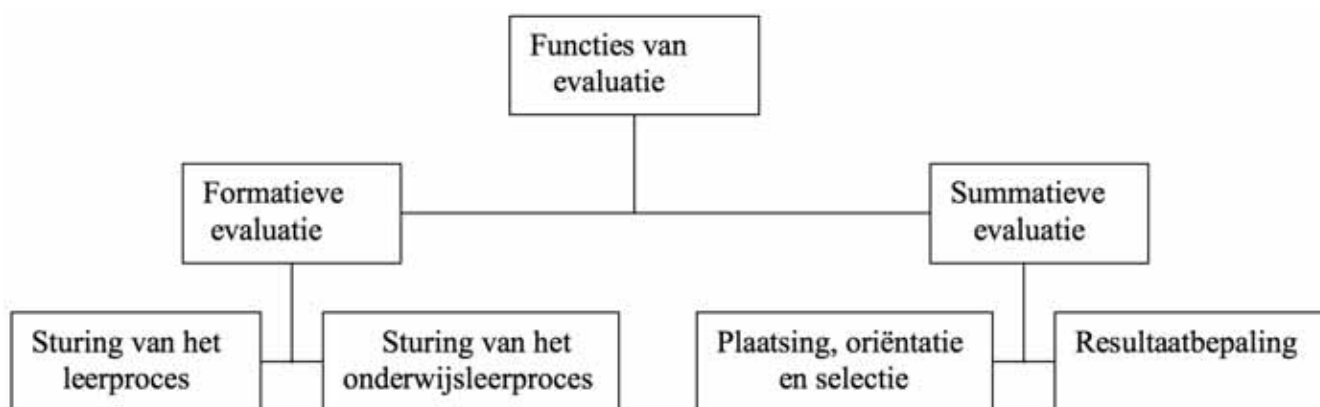 Functies van
evaluatie
Formatieve
evaluatie
Summatieve
evaluatie
Sturing van het
leerproces
Sturing van het
onderwijsleerproces
Plaatsing, oriëntatie
en selectie
Resultaatbepaling